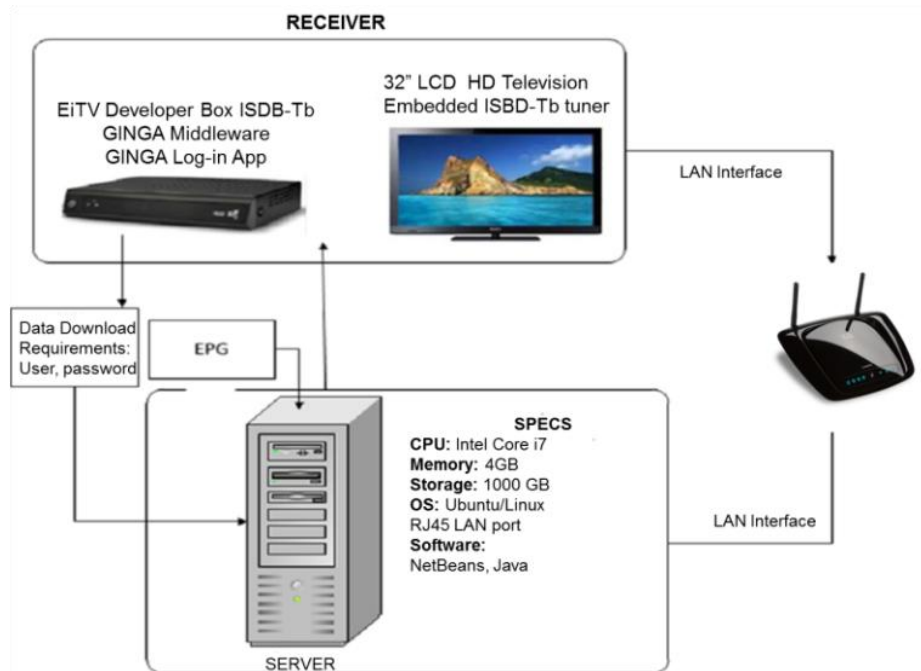 RECEIVER
EiTV Developer Box ISDB-Tb
GINGA Middleware
GINGA Log-in App
32” LCD HD Television
Embedded ISBD-Tb tuner
LAN Interface
Data Download
Requirements:
User, password
EPG
SPECS
CPU: Intel Core i7
Memory: 4GB
Storage: 1000 GB
OS: Ubuntu/Linux
RJ45 LAN port
Software:
NetBeans, Java
LAN Interface
SERVER